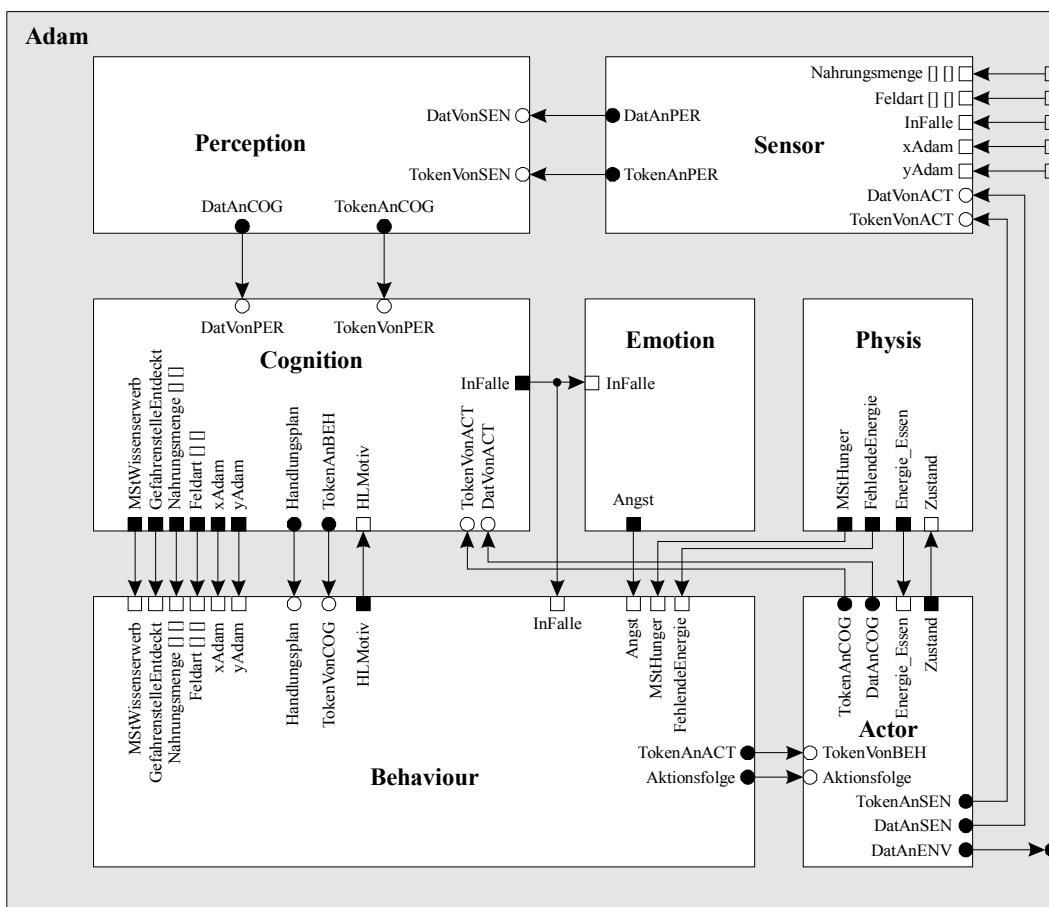 Adam
Nahrungsmenge [] []
Feldart [] []
InFalle
xAdam
yAdam
DatVonACT
TokenVonACT
DatVonSEN
DatAnPER
Perception
Sensor
TokenVonSEN
TokenAnPER
DatAnCOG
TokenAnCOG
DatVonPER
TokenVonPER
Cognition
Emotion
Physis
InFalle
InFalle
MStWissenserwerb
GefahrenstelleEntdeckt
Nahrungsmenge [] []
Feldart [] []
xAdam
yAdam
Handlungsplan
TokenAnBEH
HLMotiv
TokenVonACT
DatVonACT
Angst
MStHunger
FehlendeEnergie
Energie_Essen
Zustand
MStWissenserwerb
GefahrenstelleEntdeckt
Nahrungsmenge [] []
Feldart [] []
xAdam
yAdam
Handlungsplan
TokenVonCOG
HLMotiv
InFalle
Angst
MStHunger
FehlendeEnergie
TokenAnCOG
DatAnCOG
Energie_Essen
Zustand
Actor
Behaviour
TokenAnACT
TokenVonBEH
Aktionsfolge
Aktionsfolge
TokenAnSEN
DatAnSEN
DatAnENV